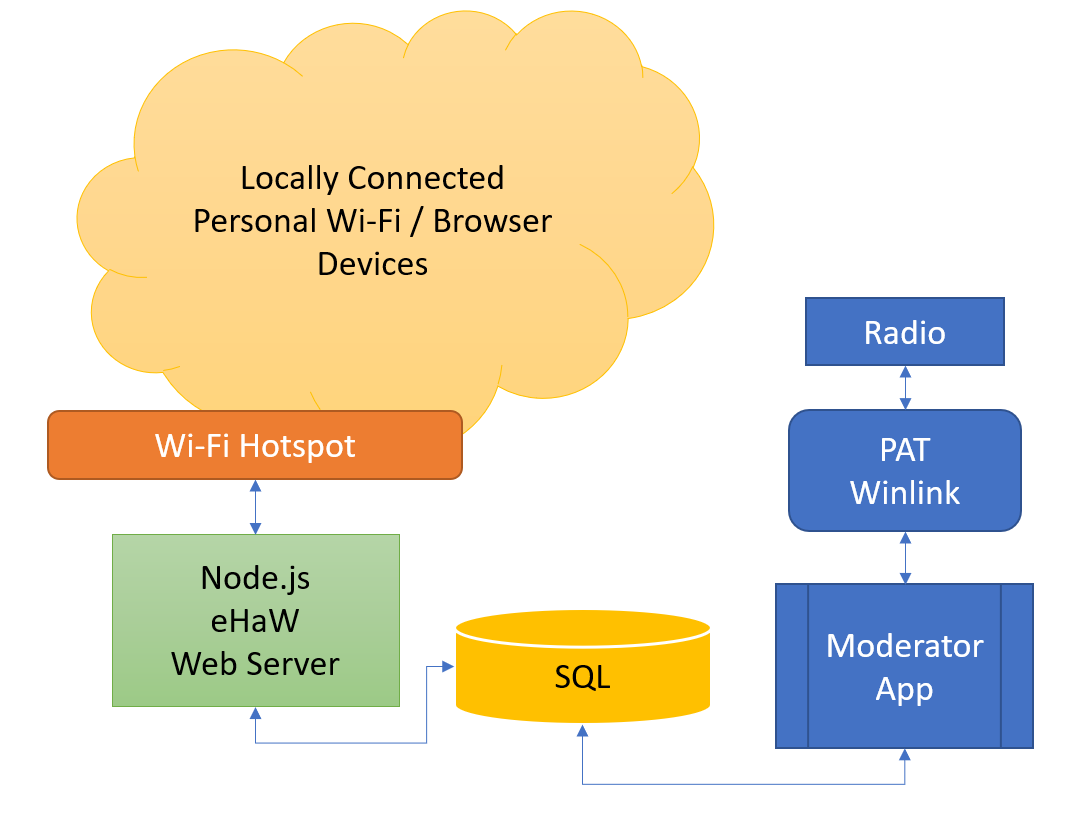 Locally Connected
Personal Wi-Fi / Browser
Devices
Radio
Wi-Fi Hotspot
PAT
Winlink
Node.js
eHaW
Web Server
SQL
Moderator
App